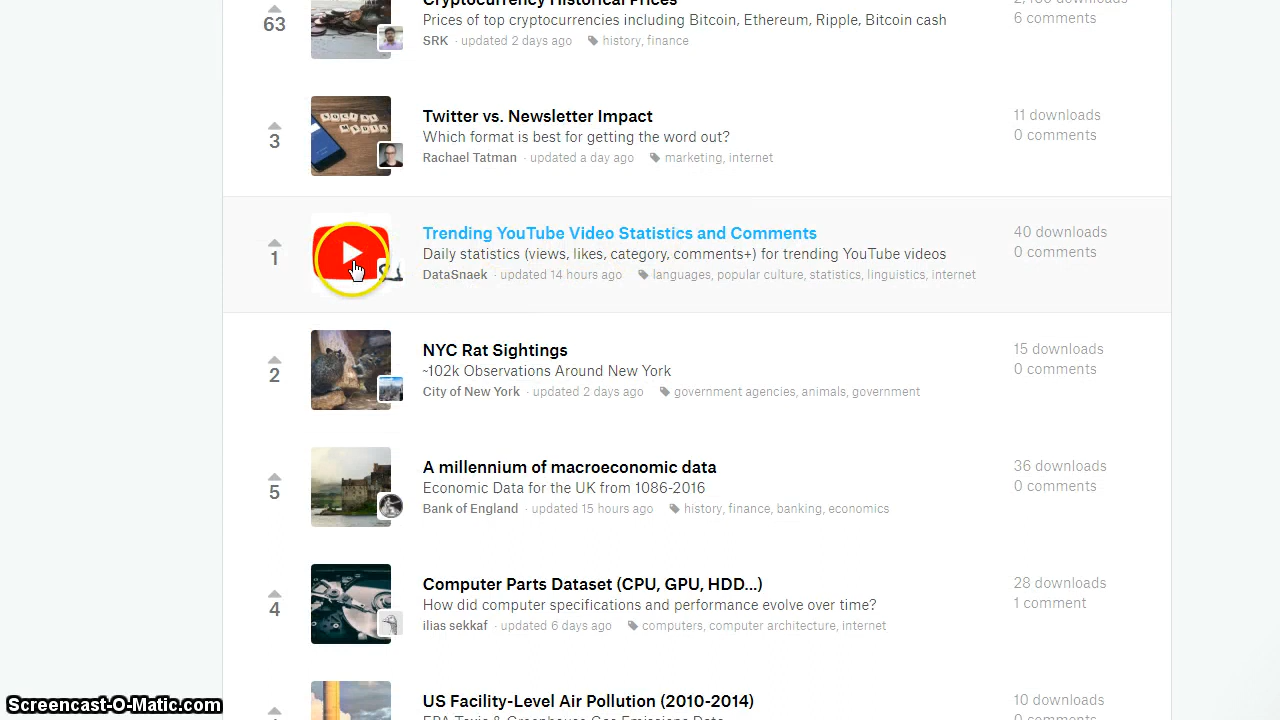 Cryptocurrency Historical Prices
63
Prices of top cryptocurrencies including Bitcoin, Ethereum, Ripple, Bitcoin cash
6 comments
SRK · updated 2 days ago history, finance
Twitter vs. Newsletter Impact
11 downloads
3
Which format is best for getting the word out?
0 comments
Rachael Tatman · updated a day ago marketing, internet
SOCIAL
MEDIA
Trending YouTube Video Statistics and Comments
40 downloads
1
Daily statistics (views, likes, category, comments+) for trending YouTube videos
0 comments
DataSnaek · updated 14 hours ago languages, popular culture, statistics, linguistics, internet
NYC Rat Sightings
15 downloads
2
~102k Observations Around New York
0 comments
City of New York · updated 2 days ago government agencies, animals, government
A millennium of macroeconomic data
36 downloads
5
Economic Data for the UK from 1086-2016
0 comments
Bank of England · updated 15 hours ago history, finance, banking, economics
Computer Parts Dataset (CPU, GPU, HDD..)
28 downloads
4
How did computer specifications and performance evolve over time?
1 comment
ilias sekkaf · updated 6 days ago computers, computer architecture, internet
US Facility-Level Air Pollution (2010-2014)
10 downloads
Screencast-O-Matic.com